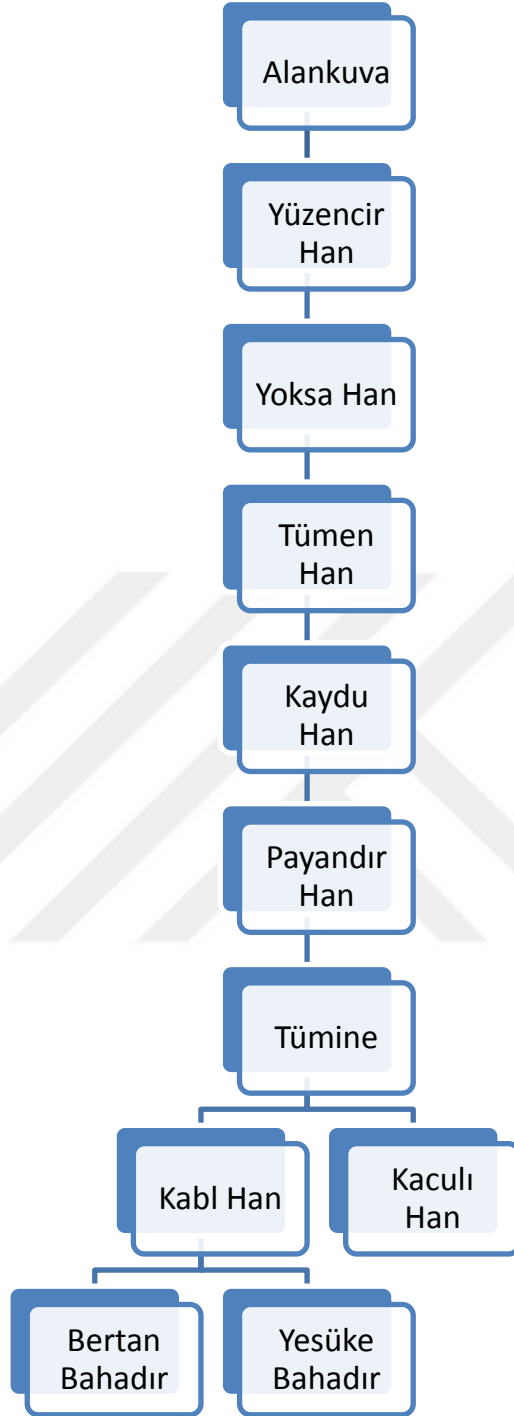 Alankuva
Yüzencir
Han
Yoksa Han
Tümen
Han
Kaydu
Han
Payandır
Han
Tümine
Kabl Han
Kaculı
Han
Bertan
Bahadır
Yesüke
Bahadır